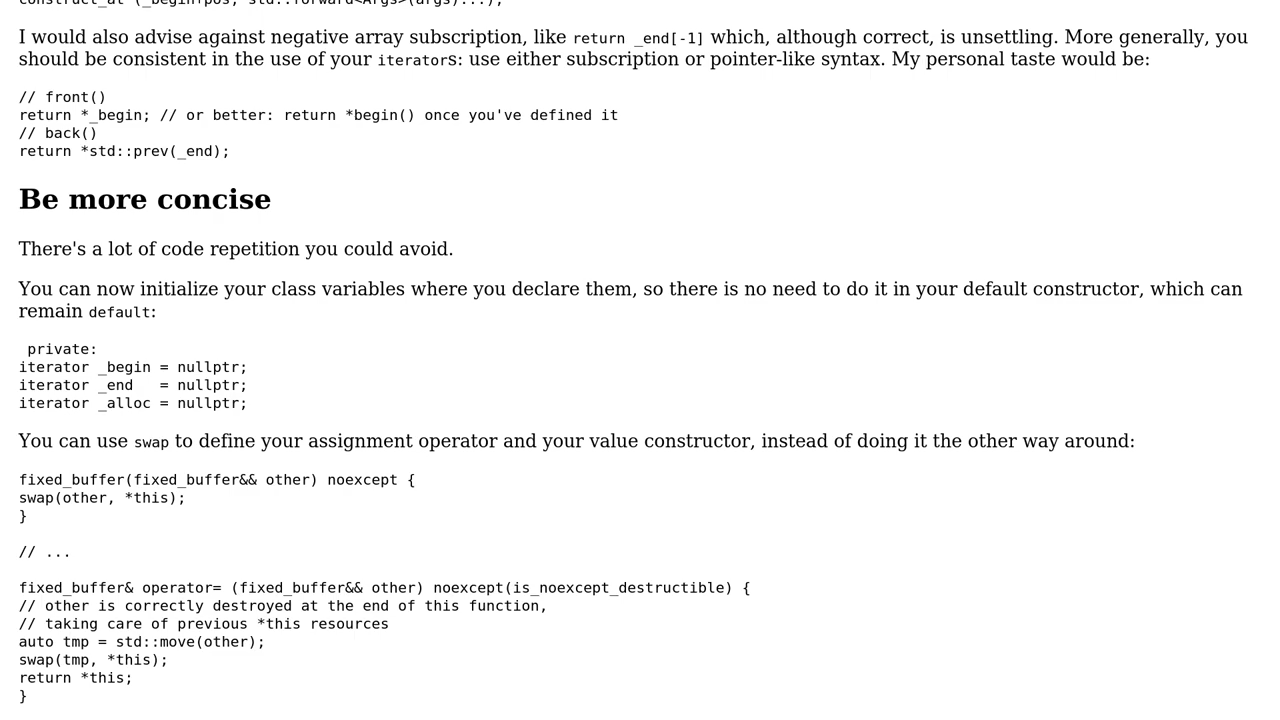 construct_at (_begin+pos, std::forward<Args>(args)...);
I would also advise against negative array subscription, like return _end[-1] which, although correct, is unsettling. More generally, you
should be consistent in the use of your iterators: use either subscription or pointer-like syntax. My personal taste would be:
// front()
return *_begin; // or better: return *begin() once you've defined it
// back()
return *std::prev(_end);
Be more concise
There's a lot of code repetition you could avoid.
You can now initialize your class variables where you declare them, so there is no need to do it in your default constructor, which can
remain default:
private:
iterator _begin = nullptr;
iterator _end   = nullptr;
iterator _alloc = nullptr;
You can use swap to define your assignment operator and your value constructor, instead of doing it the other way around:
fixed_buffer(fixed_buffer&& other) noexcept {
swap(other, *this);
}
// ...
fixed_buffer& operator= (fixed_buffer&& other) noexcept(is_noexcept_destructible) {
// other is correctly destroyed at the end of this function,
// taking care of previous *this resources
auto tmp = std::move(other);
swap(tmp, *this);
return *this;
}